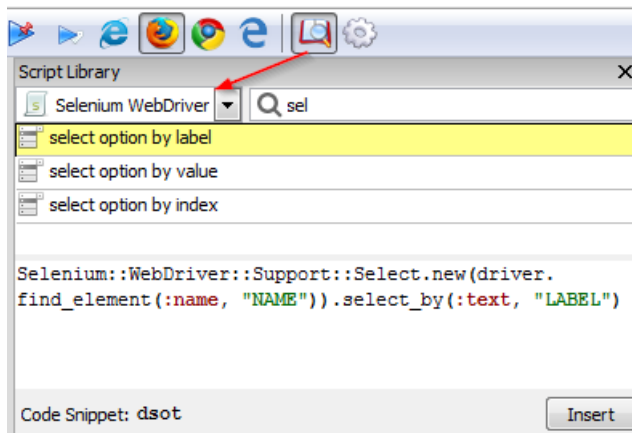 Script Library
Selenium WebDriver sel
select option by label
select option by value
select option by index
Selenium::WebDriver::Support::Select.new(driver.
find_element(:name, "NAME")).select_by(:text, "LABEL")
Code Snippet: dsot Insert